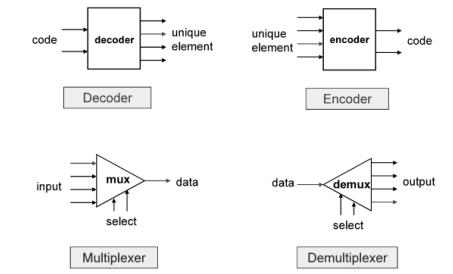 code
decoder
unique
element
Decoder
unique
element
encoder
code
Encoder
input
mux
data
select
Multiplexer
data
demux
output
select
Demultiplexer